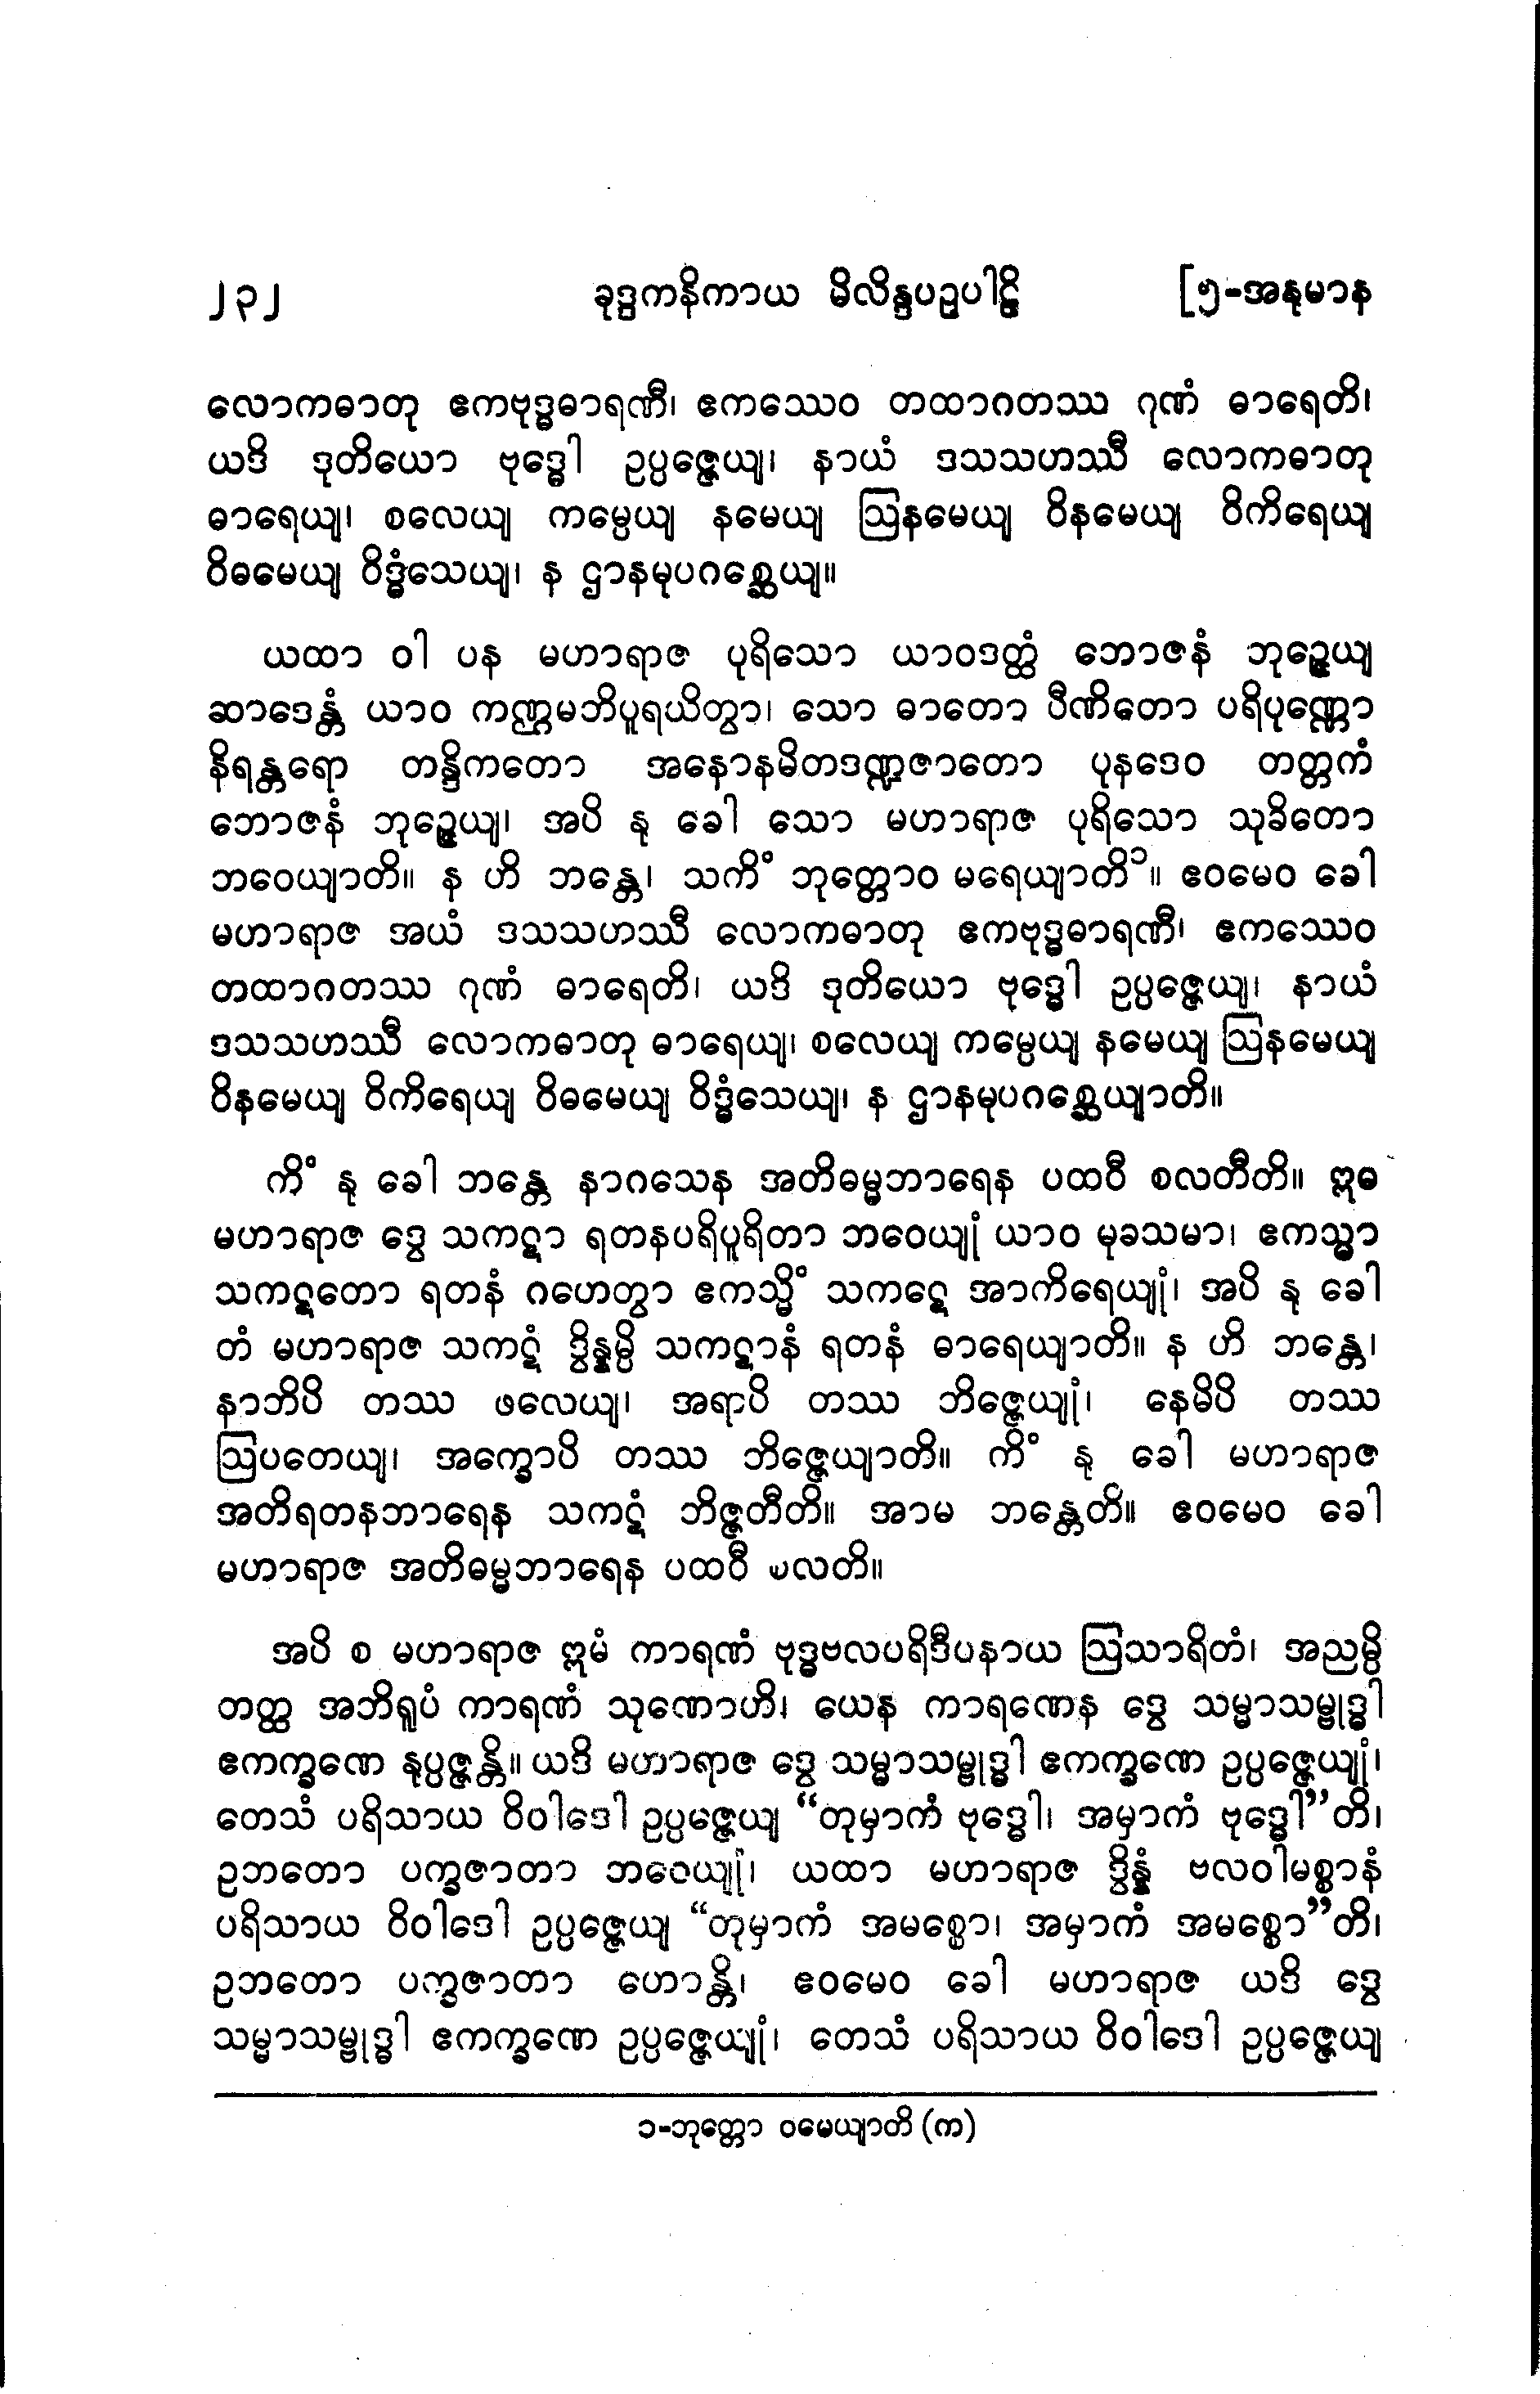 ၂၃၂ ခုဒ္ဒကနိကာယ မိလိန္ဒပဉှပါဠိ [၅-အနုမာန
လောကဓာတု ဧကဗုဒ္ဓဓာရဏီ၊ ဧကဿေဝ တထာဂတဿ ဂုဏံ ဓာရေတိ၊
ယဒိ ဒုတိယော ဗုဒ္ဓေါ ဥပ္ပဇ္ဇေယျ၊ နာယံ ဒသသဟဿီ လောကဓာတု
ဓာရေယျ၊ စလေယျ ကမ္ပေယျ နမေယျ ဩနမေယျ ဝိနမေယျ ဝိကိရေယျ
ဝိဓမေယျ ဝိဒ္ဓံသေယျ၊ န ဌာနမုပဂစ္ဆေယျ။
ယထာ ဝါ ပန မဟာရာဇ ပုရိသော ယာဝဒတ္ထံ ဘောဇနံ ဘုဉ္ဇေယျ
ဆာဒေန္တံ ယာဝ ကဏ္ဌမဘိပူရယိတွာ၊ သော ဓာတော ပီဏိတော ပရိပုဏ္ဏော
နိရန္တရော တန္ဒိကတော အနောနမိတဒဏ္ဍဇာတော ပုနဒေဝ တတ္တကံ
ဘောဇနံ ဘုဉ္ဇေယျ၊ အပိ နု ခေါ သော မဟာရာဇ ပုရိသော သုခိတော
ဘဝေယျာတိ။ န ဟိ ဘန္တေ၊ သကိံ ဘုတ္တောဝ မရေယျာတိ၁။ ဧဝမေဝ ခေါ
မဟာရာဇ အယံ ဒသသဟဿီ လောကဓာတု ဧကဗုဒ္ဓဓာရဏီ၊ ဧကဿေဝ
တထာဂတဿ ဂုဏံ ဓာရေတိ၊ ယဒိ ဒုတိယော ဗုဒ္ဓေါ ဥပ္ပဇ္ဇေယျ၊ နာယံ
ဒသသဟဿီ လောကဓာတု ဓာရေယျ၊ စလေယျ ကမ္ပေယျ နမေယျ ဩနမေယျ
ဝိနမေယျ ဝိကိရေယျ ဝိဓမေယျ ဝိဒ္ဓံသေယျ၊ န ဌာနမုပဂစ္ဆေယျာတိ။
ကိံ နု ခေါ ဘန္တေ နာဂသေန အတိဓမ္မဘာရေန ပထဝီ စလတီတိ။ ဣဓ
မဟာရာဇ ဒွေ သကဋာ ရတနပရိပူရိတာ ဘဝေယျုံ ယာဝ မုခသမာ၊ ဧကသ္မာ
သကဋတော ရတနံ ဂဟေတွာ ဧကသ္မိံ သကဋေ အာကိရေယျုံ၊ အပိ နု ခေါ
တံ မဟာရာဇ သကဋံ ဒွိန္နမ္ပိ သကဋာနံ ရတနံ ဓာရေယျာတိ။ န ဟိ ဘန္တေ၊
နာဘိပိ တဿ ဖလေယျ၊ အရာပိ တဿ ဘိဇ္ဇေယျုံ၊ နေမိပိ တဿ
ဩပတေယျ၊ အက္ခောပိ တဿ ဘိဇ္ဇေယျာတိ။ ကိံ နု ခေါ မဟာရာဇ
အတိရတနဘာရေန သကဋံ ဘိဇ္ဇတီတိ။ အာမ ဘန္တေတိ။ ဧဝမေဝ ခေါ
မဟာရာဇ အတိဓမ္မဘာရေန ပထဝီ စလတိ။
အပိ စ မဟာရာဇ ဣမံ ကာရဏံ ဗုဒ္ဓဗလပရိဒီပနာယ ဩသာရိတံ၊ အညမ္ပိ
တတ္ထ အဘိရူပံ ကာရဏံ သုဏောဟိ၊ ယေန ကာရဏေန ဒွေ သမ္မာသမ္ဗုဒ္ဓါ
ဧကက္ခဏေ နုပ္ပဇ္ဇန္တိ။ ယဒိ မဟာရာဇ ဒွေ သမ္မာသမ္ဗုဒ္ဓါ ဧကက္ခဏေ ဥပ္ပဇ္ဇေယျုံ၊
တေသံ ပရိသာယ ဝိဝါဒေါ ဥပ္ပဇ္ဇေယျ “တုမှာကံ ဗုဒ္ဓေါ၊ အမှာကံ ဗုဒ္ဓေါ”တိ၊
ဥဘတော ပက္ခဇာတာ ဘဝေယျုံ၊ ယထာ မဟာရာဇ ဒွိန္နံ ဗလဝါမစ္စာနံ
ပရိသာယ ဝိဝါဒေါ ဥပ္ပဇ္ဇေယျ “တုမှာကံ အမစ္စော၊ အမှာကံ အမစ္စော”တိ၊
ဥဘတော ပက္ခဇာတာ ဟောန္တိ၊ ဧဝမေဝ ခေါ မဟာရာဇ ယဒိ ဒွေ
သမ္မာသမ္ဗုဒ္ဓါ ဧကက္ခဏေ ဥပ္ပဇ္ဇေယျုံ၊ တေသံ ပရိသာယ ဝိဝါဒေါ ဥပ္ပဇ္ဇေယျ
၁-ဘုတ္တော ဝမေယျာတိ (က)